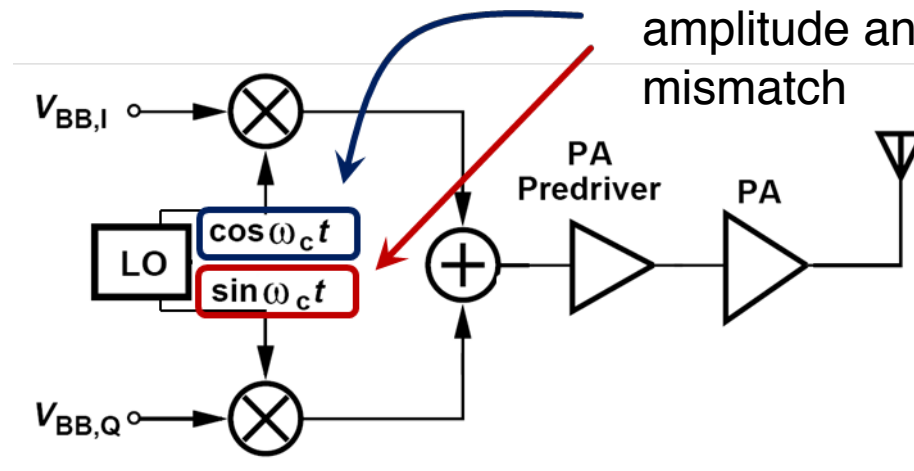 amplitude an
mismatch
V_BB,I
PA
Predriver
PA
cos ω_c t
LO
sin ω_c t
V_BB,Q